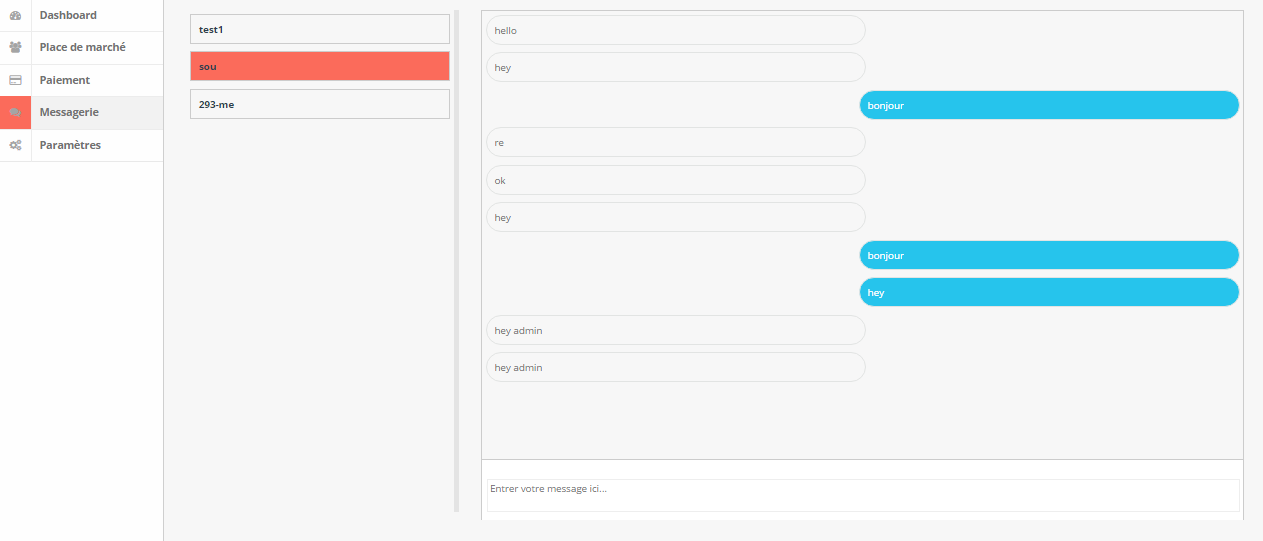 Dashboard
Place de marché
Paiement
Messagerie
Paramètres
test1
sou
293-me
hello
hey
bonjour
re
ok
hey
bonjour
hey
hey admin
hey admin
Entrer votre message ici...